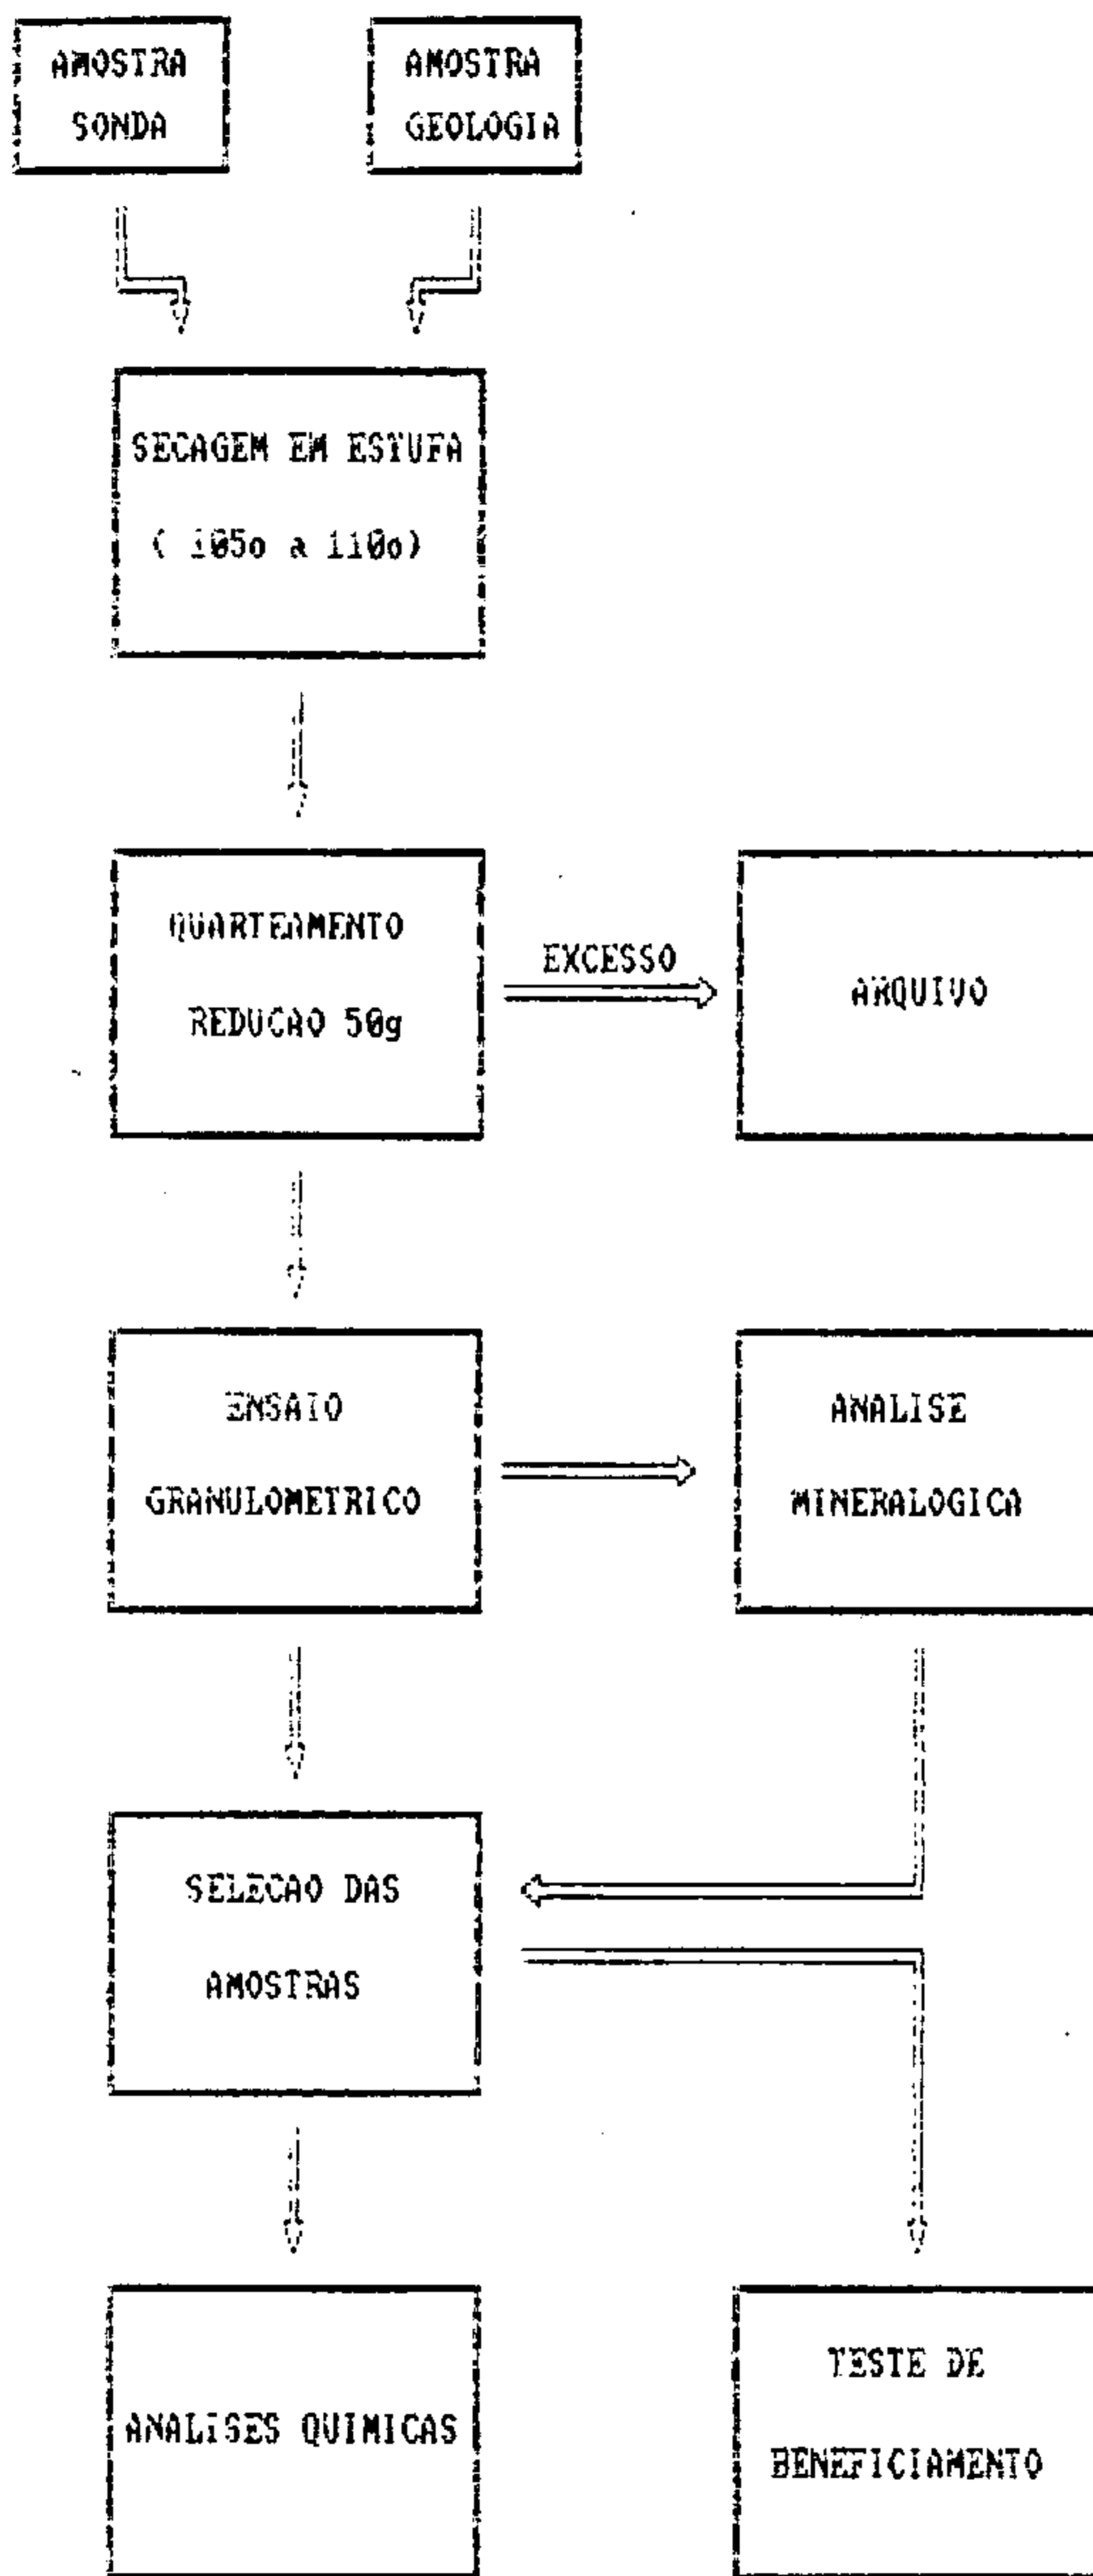 AMOSTRA
SONDA
AMOSTRA
GEOLOGIA
SECAGEM EM ESTUFA
( 105o a 110o)
QUARTEAMENTO
REDUCAO 50g
EXCESSO
ARQUIVO
ENSAIO
GRANULOMETRICO
ANALISE
MINERALOGICA
SELECAO DAS
AMOSTRAS
ANALISES QUIMICAS
TESTE DE
BENEFICIAMENTO